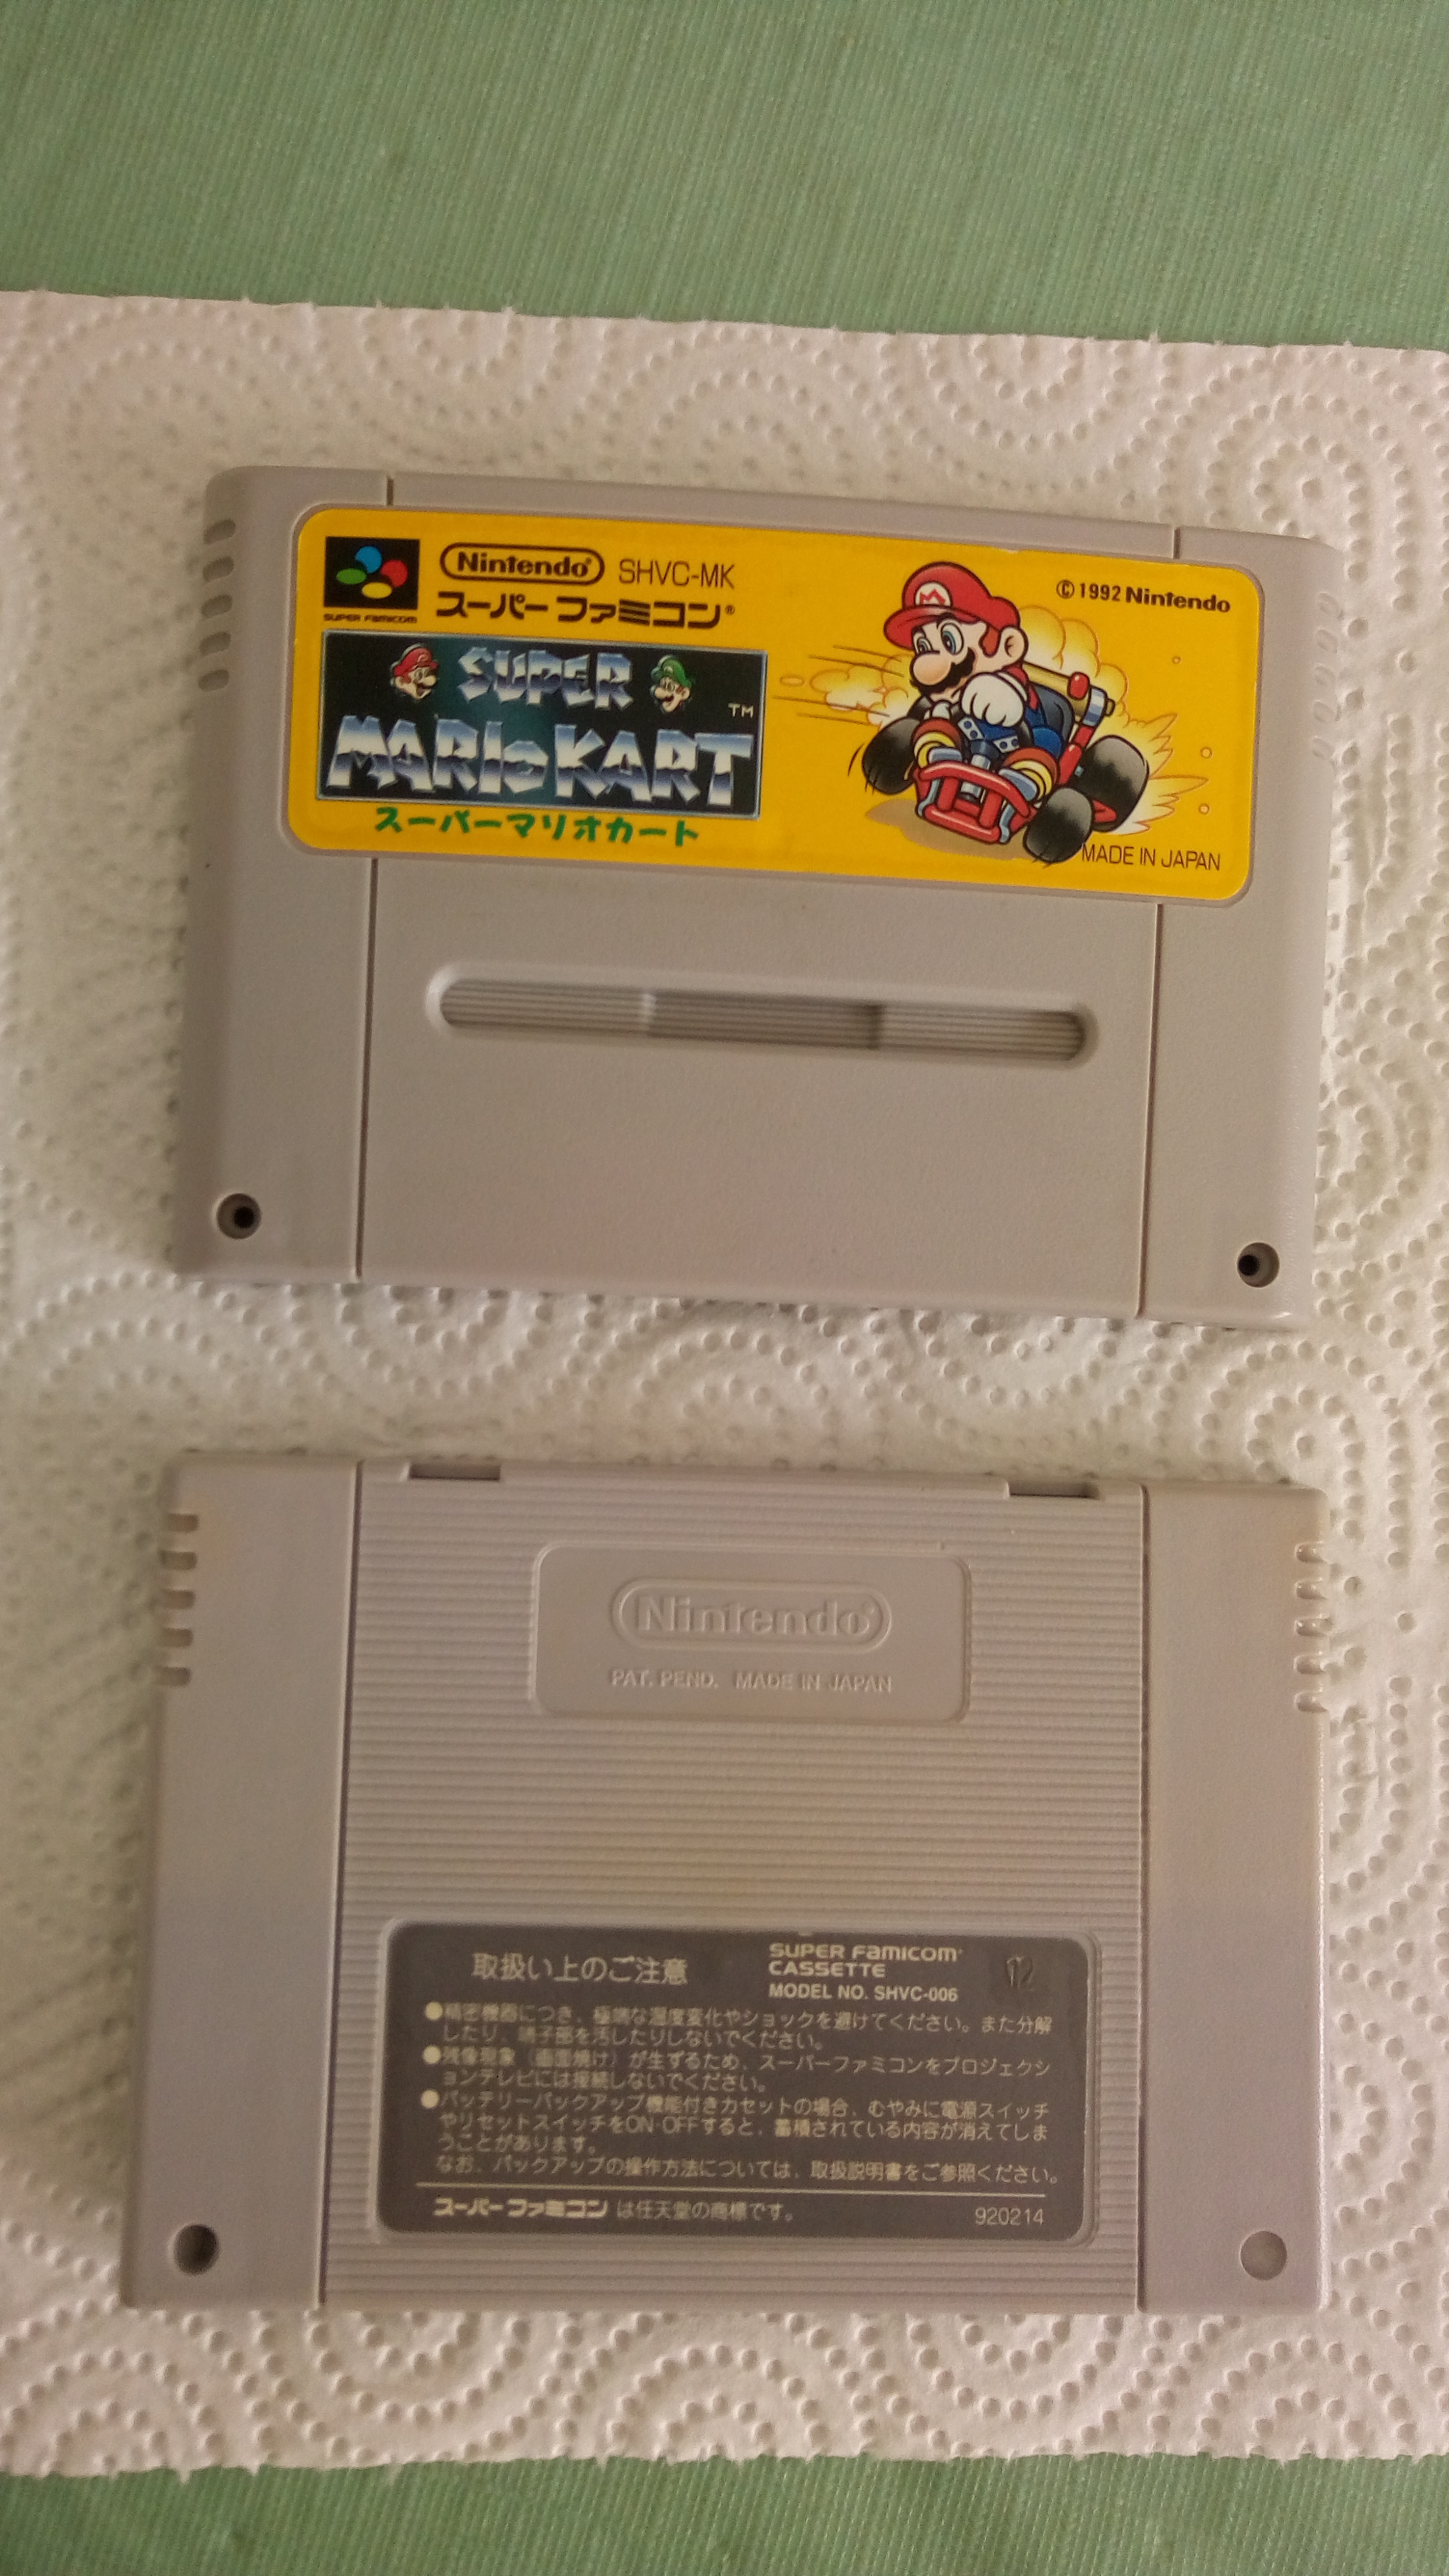 Nintendo® SHVC-MK
SUPER FAMICOM
スーパーファミコン®
©1992 Nintendo
SUPER
MARIO KART™
スーパーマリオカート
MADE IN JAPAN
Nintendo®
PAT. PEND. MADE IN JAPAN
取扱い上のご注意
SUPER FAMICOM®
CASSETTE
MODEL NO. SHVC-006
12
●精密機器につき、極端な温度変化やショックを避けてください。また分解
したり、端子部を汚したりしないでください。
●残像現象（画面焼け）が生ずるため、スーパーファミコンをプロジェクシ
ョンテレビには接続しないでください。
●バッテリーバックアップ機能付きカセットの場合、むやみに電源スイッチ
やリセットスイッチをON・OFFすると、蓄積されている内容が消えてしま
うことがあります。
なお、バックアップの操作方法については、取扱説明書をご参照ください。
スーパーファミコンは任天堂の商標です。
920214